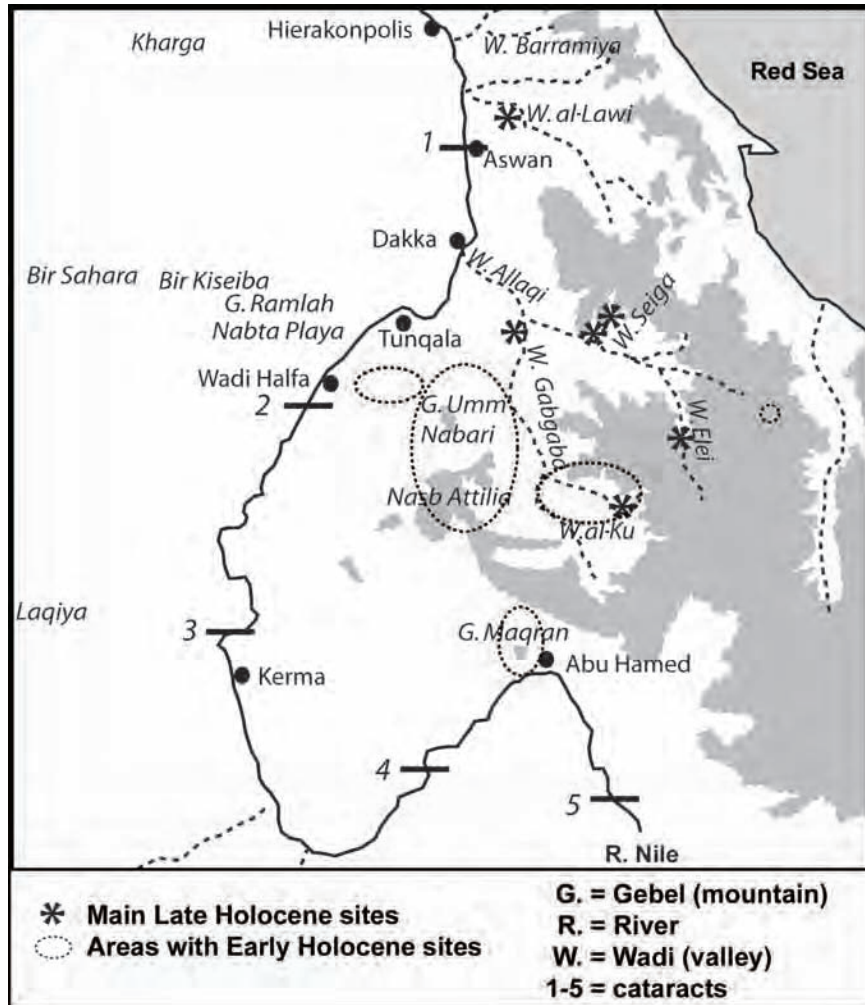 Hierakonpolis
Kharga
W. Barramiya
Red Sea
W. al-Lawi
1
Aswan
Dakka
W. Allaqi
Bir Sahara
Bir Kiseiba
G. Ramlah
Nabta Playa
W. Seiga
Tunqala
Wadi Halfa
2
G. Umm
Nabari
W. Gabgaba
W. Elei
Nasb Attilia
W. al-Ku
Laqiya
3
G. Maqran
Abu Hamed
Kerma
4
5
R. Nile
Main Late Holocene sites
Areas with Early Holocene sites
G. = Gebel (mountain)
R. = River
W. = Wadi (valley)
1-5 = cataracts